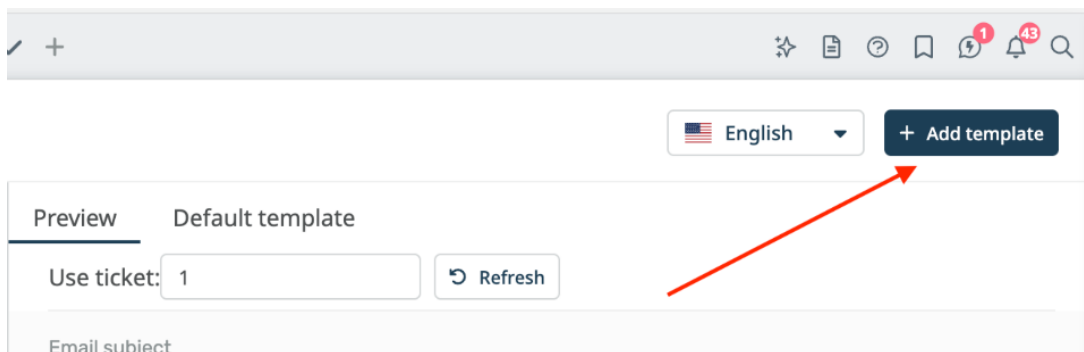 1
43
English
+ Add template
Preview
Default template
Use ticket: 1
Refresh
Email subject